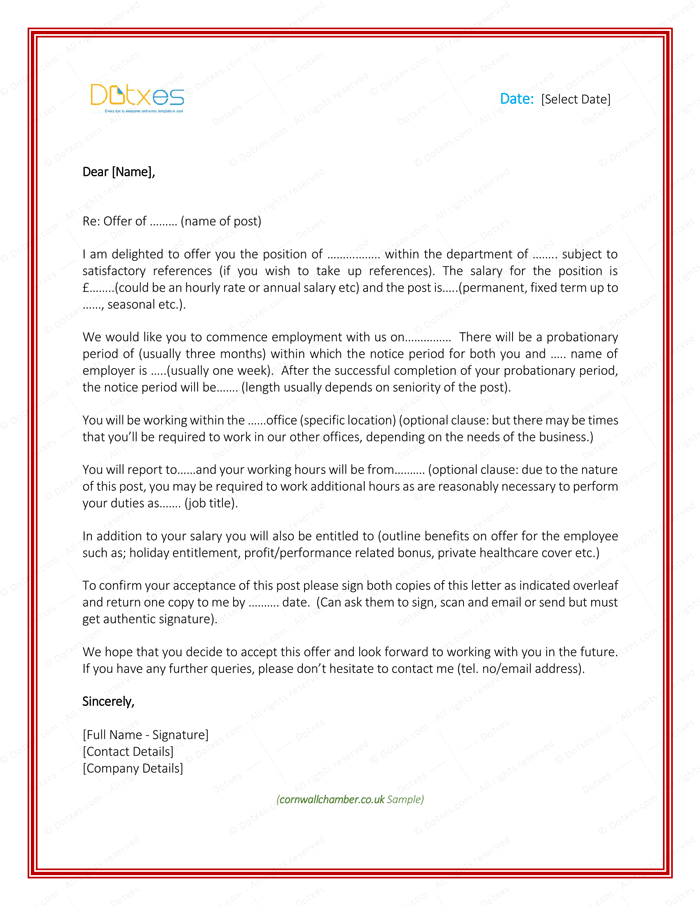 Dotxes
Date: [Select Date]
Dear [Name],
Re: Offer of ……… (name of post)
I am delighted to offer you the position of ……………. within the department of …….. subject to
satisfactory references (if you wish to take up references). The salary for the position is
£……..(could be an hourly rate or annual salary etc) and the post is…..(permanent, fixed term up to
……, seasonal etc.).
We would like you to commence employment with us on………….. There will be a probationary
period of (usually three months) within which the notice period for both you and ….. name of
employer is …..(usually one week). After the successful completion of your probationary period,
the notice period will be……. (length usually depends on seniority of the post).
You will be working within the ……office (specific location) (optional clause: but there may be times
that you’ll be required to work in our other offices, depending on the needs of the business.)
You will report to……and your working hours will be from………. (optional clause: due to the nature
of this post, you may be required to work additional hours as are reasonably necessary to perform
your duties as……. (job title).
In addition to your salary you will also be entitled to (outline benefits on offer for the employee
such as; holiday entitlement, profit/performance related bonus, private healthcare cover etc.)
To confirm your acceptance of this post please sign both copies of this letter as indicated overleaf
and return one copy to me by ………. date. (Can ask them to sign, scan and email or send but must
get authentic signature).
We hope that you decide to accept this offer and look forward to working with you in the future.
If you have any further queries, please don’t hesitate to contact me (tel. no/email address).
Sincerely,
[Full Name - Signature]
[Contact Details]
[Company Details]
(cornwallchamber.co.uk Sample)